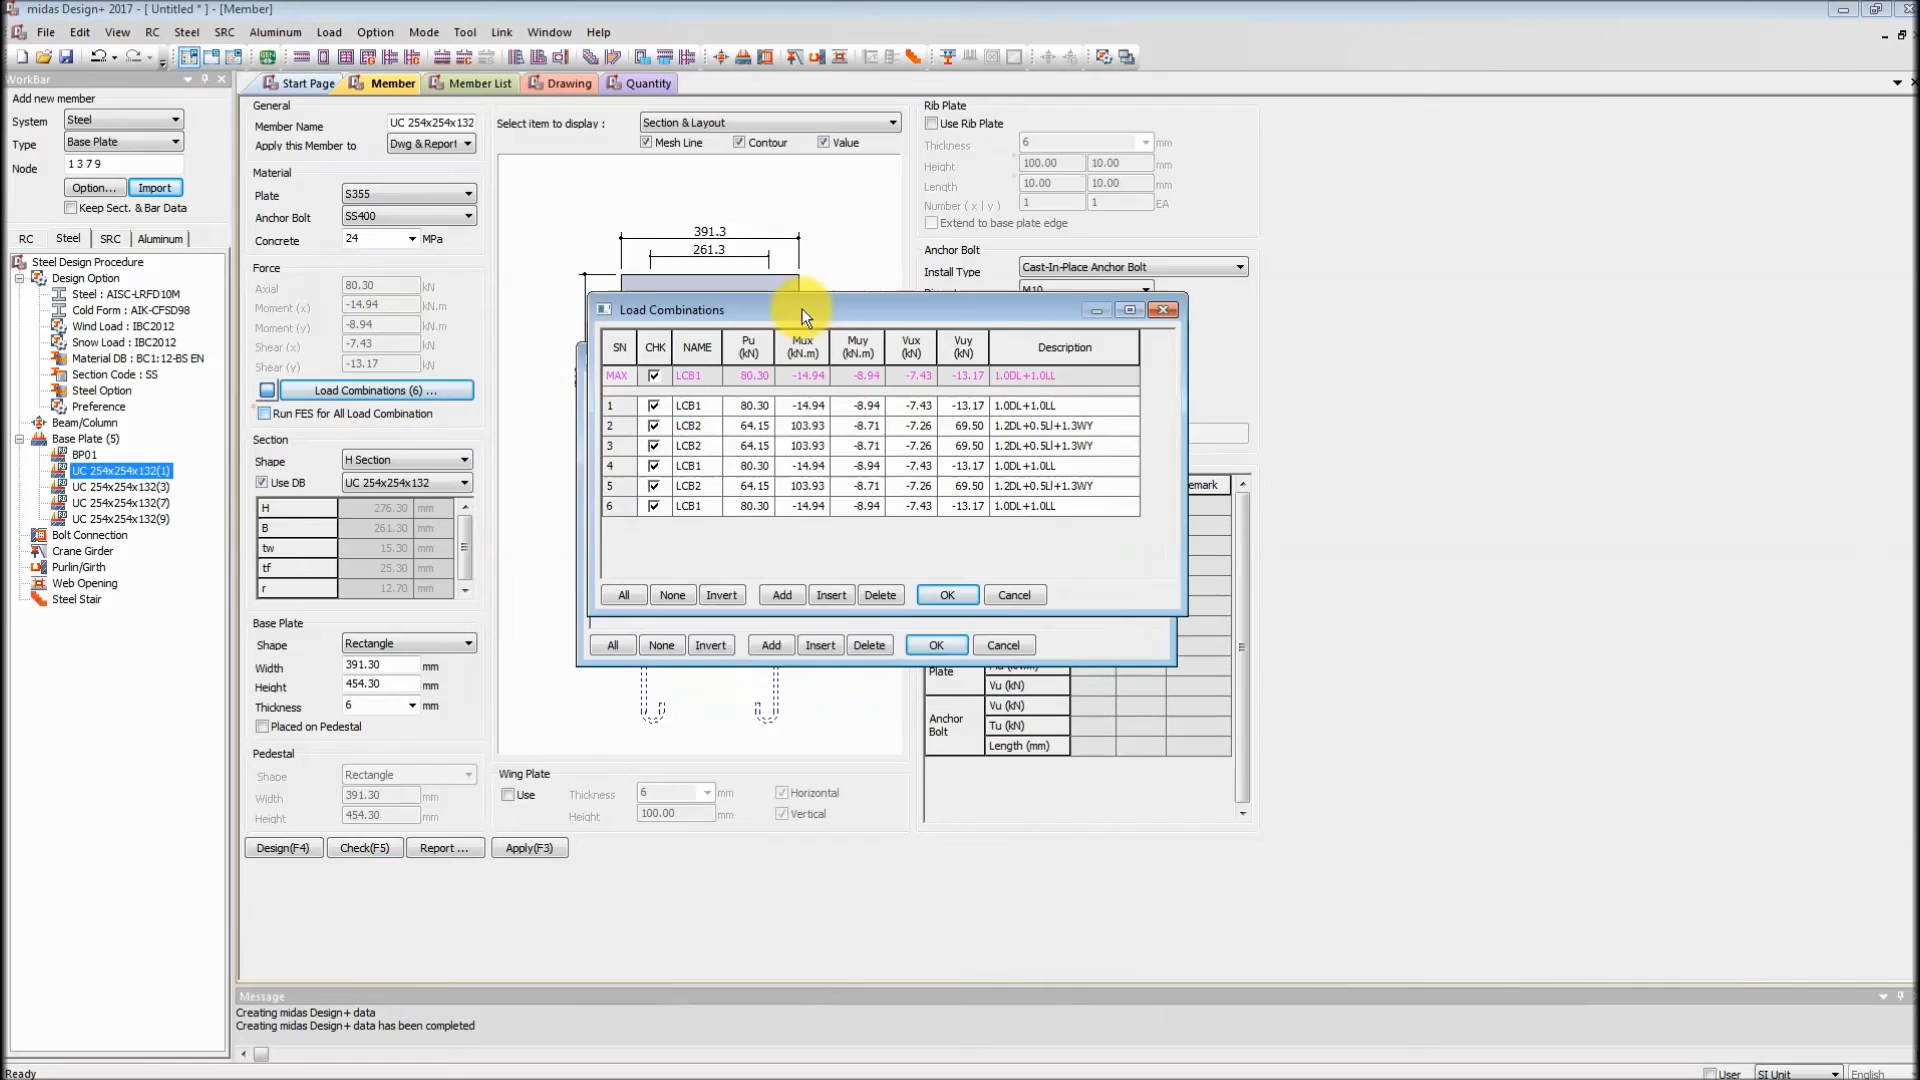 midas Design+ 2017 - [ Untitled * ] - [Member]
File Edit View RC Steel SRC Aluminum Load Option Mode Tool Link Window Help
WorkBar
Start Page Member Member List Drawing Quantity
Add new member
System Steel
Type Base Plate
Node 1 3 7 9
Option... Import
Keep Sect. & Bar Data
RC Steel SRC Aluminum
Steel Design Procedure
Design Option
Steel : AISC-LRFD10M
Cold Form : AIK-CFSD98
Wind Load : IBC2012
Snow Load : IBC2012
Material DB : BC1:12-BS EN
Section Code : SS
Steel Option
Preference
Beam/Column
Base Plate (5)
BP01
UC 254x254x132(1)
UC 254x254x132(3)
UC 254x254x132(7)
UC 254x254x132(9)
Bolt Connection
Crane Girder
Purlin/Girth
Web Opening
Steel Stair
General
Member Name UC 254x254x132
Apply this Member to Dwg & Report
Material
Plate S355
Anchor Bolt SS400
Concrete 24 MPa
Force
Axial 80.30 kN
Moment (x) -14.94 kN.m
Moment (y) -8.94 kN.m
Shear (x) -7.43 kN
Shear (y) -13.17 kN
Load Combinations (6) ...
Run FES for All Load Combination
Section
Shape H Section
Use DB UC 254x254x132
H 276.30 mm
B 261.30 mm
tw 15.30 mm
tf 25.30 mm
r 12.70 mm
Base Plate
Shape Rectangle
Width 391.30 mm
Height 454.30 mm
Thickness 6 mm
Placed on Pedestal
Pedestal
Shape Rectangle
Width 391.30 mm
Height 454.30 mm
Design(F4) Check(F5) Report ... Apply(F3)
Select item to display : Section & Layout
Mesh Line Contour Value
391.3
261.3
Load Combinations
SN CHK NAME Pu (kN) Mux (kN.m) Muy (kN.m) Vux (kN) Vuy (kN) Description
MAX LCB1 80.30 -14.94 -8.94 -7.43 -13.17 1.0DL+1.0LL
1 LCB1 80.30 -14.94 -8.94 -7.43 -13.17 1.0DL+1.0LL
2 LCB2 64.15 103.93 -8.71 -7.26 69.50 1.2DL+0.5Ll+1.3WY
3 LCB2 64.15 103.93 -8.71 -7.26 69.50 1.2DL+0.5Ll+1.3WY
4 LCB1 80.30 -14.94 -8.94 -7.43 -13.17 1.0DL+1.0LL
5 LCB2 64.15 103.93 -8.71 -7.26 69.50 1.2DL+0.5Ll+1.3WY
6 LCB1 80.30 -14.94 -8.94 -7.43 -13.17 1.0DL+1.0LL
All None Invert Add Insert Delete OK Cancel
All None Invert Add Insert Delete OK Cancel
Wing Plate
Use Thickness 6 mm Horizontal
Height 100.00 mm Vertical
Rib Plate
Use Rib Plate
Thickness 6 mm
Height 100.00 10.00 mm
Length 10.00 10.00 mm
Number ( x | y ) 1 1 EA
Extend to base plate edge
Anchor Bolt
Install Type Cast-In-Place Anchor Bolt
M10
emark
Plate
Vu (kN)
Anchor Bolt
Vu (kN)
Tu (kN)
Length (mm)
Message
Creating midas Design+ data
Creating midas Design+ data has been completed
Ready
User SI Unit English